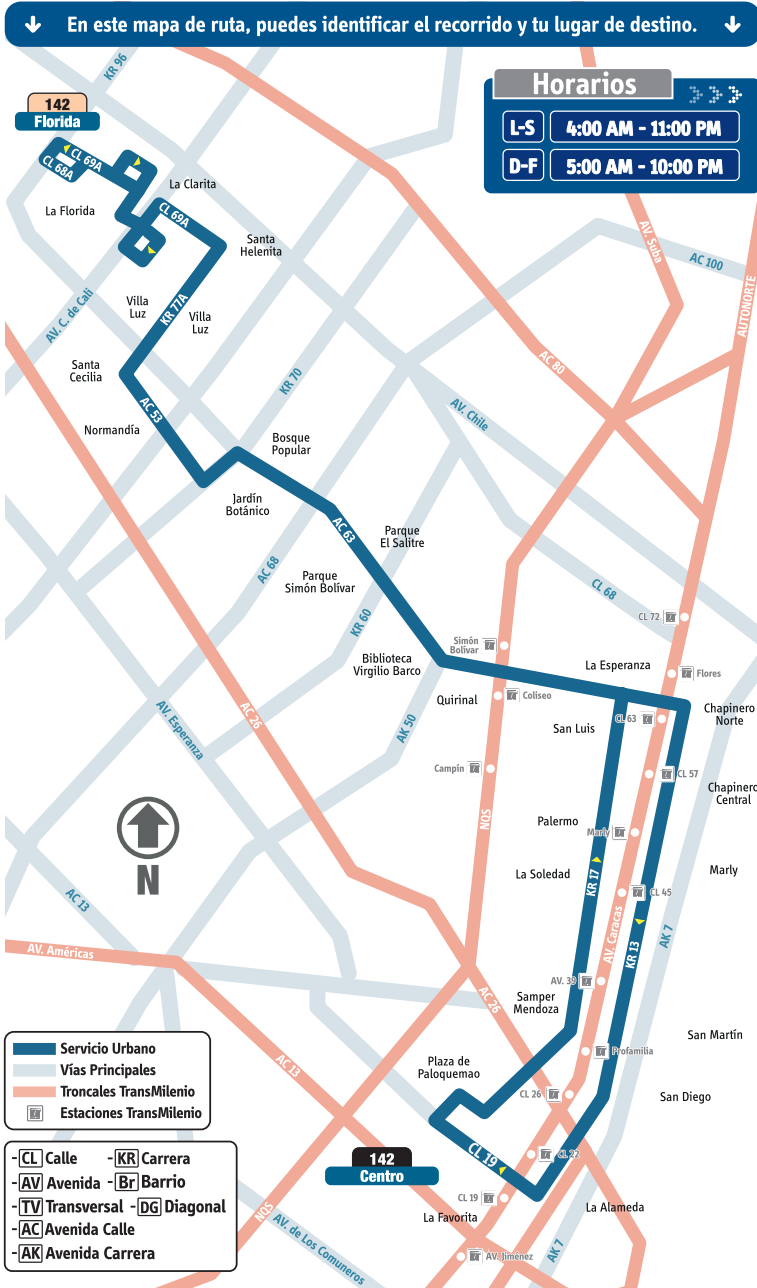 En este mapa de ruta, puedes identificar el recorrido y tu lugar de destino.
Horarios
L-S 4:00 AM - 11:00 PM
D-F 5:00 AM - 10:00 PM
KR 96
142
Florida
CL 69A
CL 68A
La Clarita
La Florida
CL 69A
Santa
Helenita
AV. Suba
AC 100
AUTONORTE
AV. C. de Cali
Villa
Luz
KR 77A
Villa
Luz
Santa
Cecilia
KR 70
AC 80
AC 53
AV. Chile
Normandía
Bosque
Popular
Jardín
Botánico
AC 63
Parque
El Salitre
AC 68
Parque
Simón Bolívar
CL 68
KR 60
CL 72
Simón
Bolívar
Biblioteca
Virgilio Barco
La Esperanza
Flores
Quirinal
Coliseo
AV. Esperanza
AC 26
AK 50
San Luis
CL 63
Chapinero
Norte
Campín
CL 57
Chapinero
Central
NQS
Palermo
Marly
N
La Soledad
KR 17
Marly
CL 45
AC 13
AV. Caracas
KR 13
AK 7
AV. Américas
AV. 39
AC 26
Samper
Mendoza
San Martín
Profamilia
Servicio Urbano
Vías Principales
Troncales TransMilenio
Estaciones TransMilenio
AC 13
Plaza de
Paloquemao
CL 26
San Diego
142
Centro
CL 19
CL 22
-CL Calle -KR Carrera
-AV Avenida -Br Barrio
-TV Transversal -DG Diagonal
-AC Avenida Calle
-AK Avenida Carrera
NQS
AV. de Los Comuneros
CL 19
La Favorita
La Alameda
AV. Jiménez
AK 7